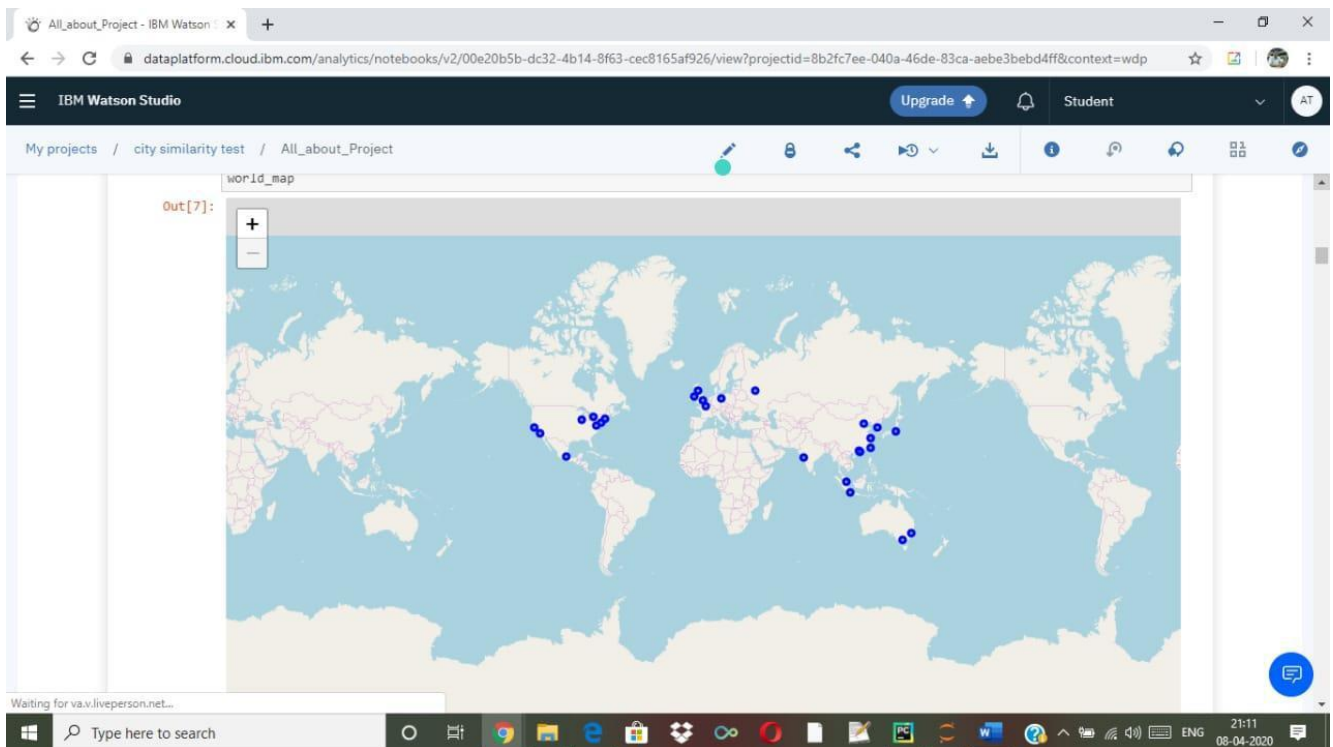 All_about_Project - IBM Watson S
dataplatform.cloud.ibm.com/analytics/notebooks/v2/00e20b5b-dc32-4b14-8f63-cec8165af926/view?projectid=8b2fc7ee-040a-46de-83ca-aebe3bebd4ff&context=wdp
IBM Watson Studio
Upgrade
Student
AT
My projects / city similarity test / All_about_Project
world_map
Out[7]:
+
−
Waiting for va.v.liveperson.net...
Type here to search
ENG
21:11
08-04-2020